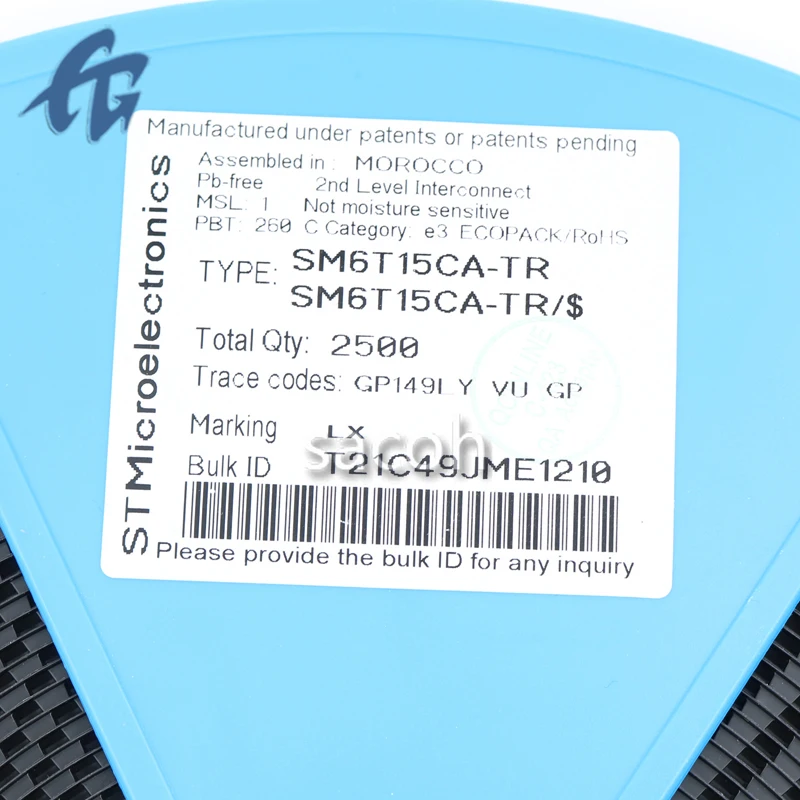 Manufactured under patents or patents pending
Assembled in : MOROCCO
Pb-free 2nd Level Interconnect
MSL: 1 Not moisture sensitive
PBT: 260 C Category: e3 ECOPACK/RoHS
TYPE: SM6T15CA-TR
SM6T15CA-TR/$
Total Qty: 2500
Trace codes: GP149LY VU GP
Marking LX
sacoh
Bulk ID T21C49JME1210
Please provide the bulk ID for any inquiry
STMicroelectronics